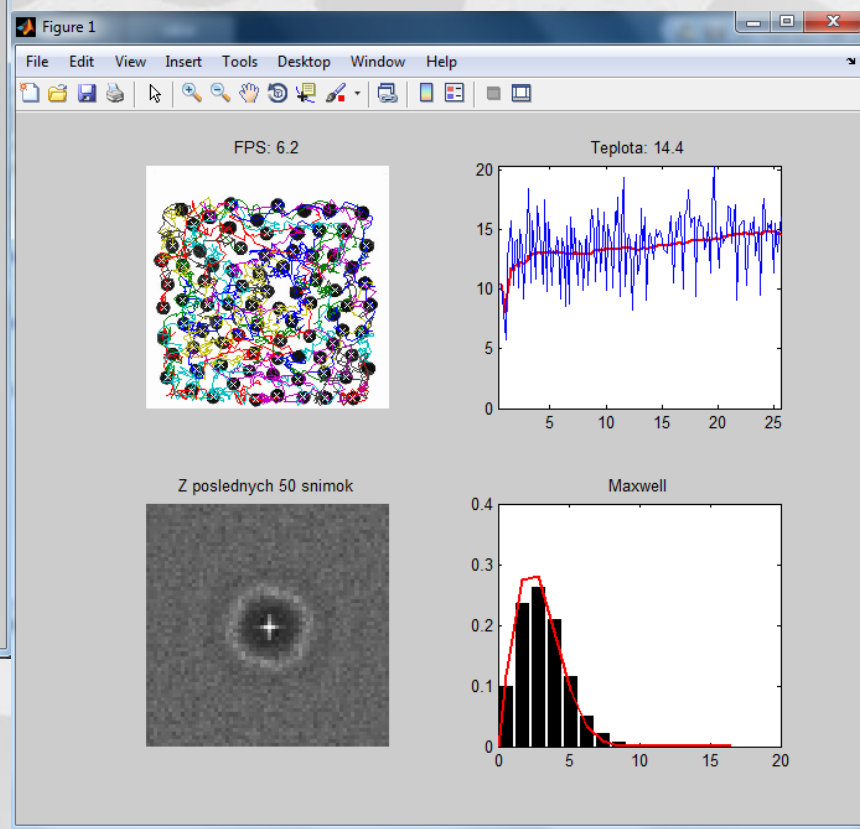 Figure 1
File Edit View Insert Tools Desktop Window Help
FPS: 6.2
Teplota: 14.4
20
15
10
5
0
5 10 15 20 25
Z poslednych 50 snimok
Maxwell
0.4
0.3
0.2
0.1
0
0 5 10 15 20